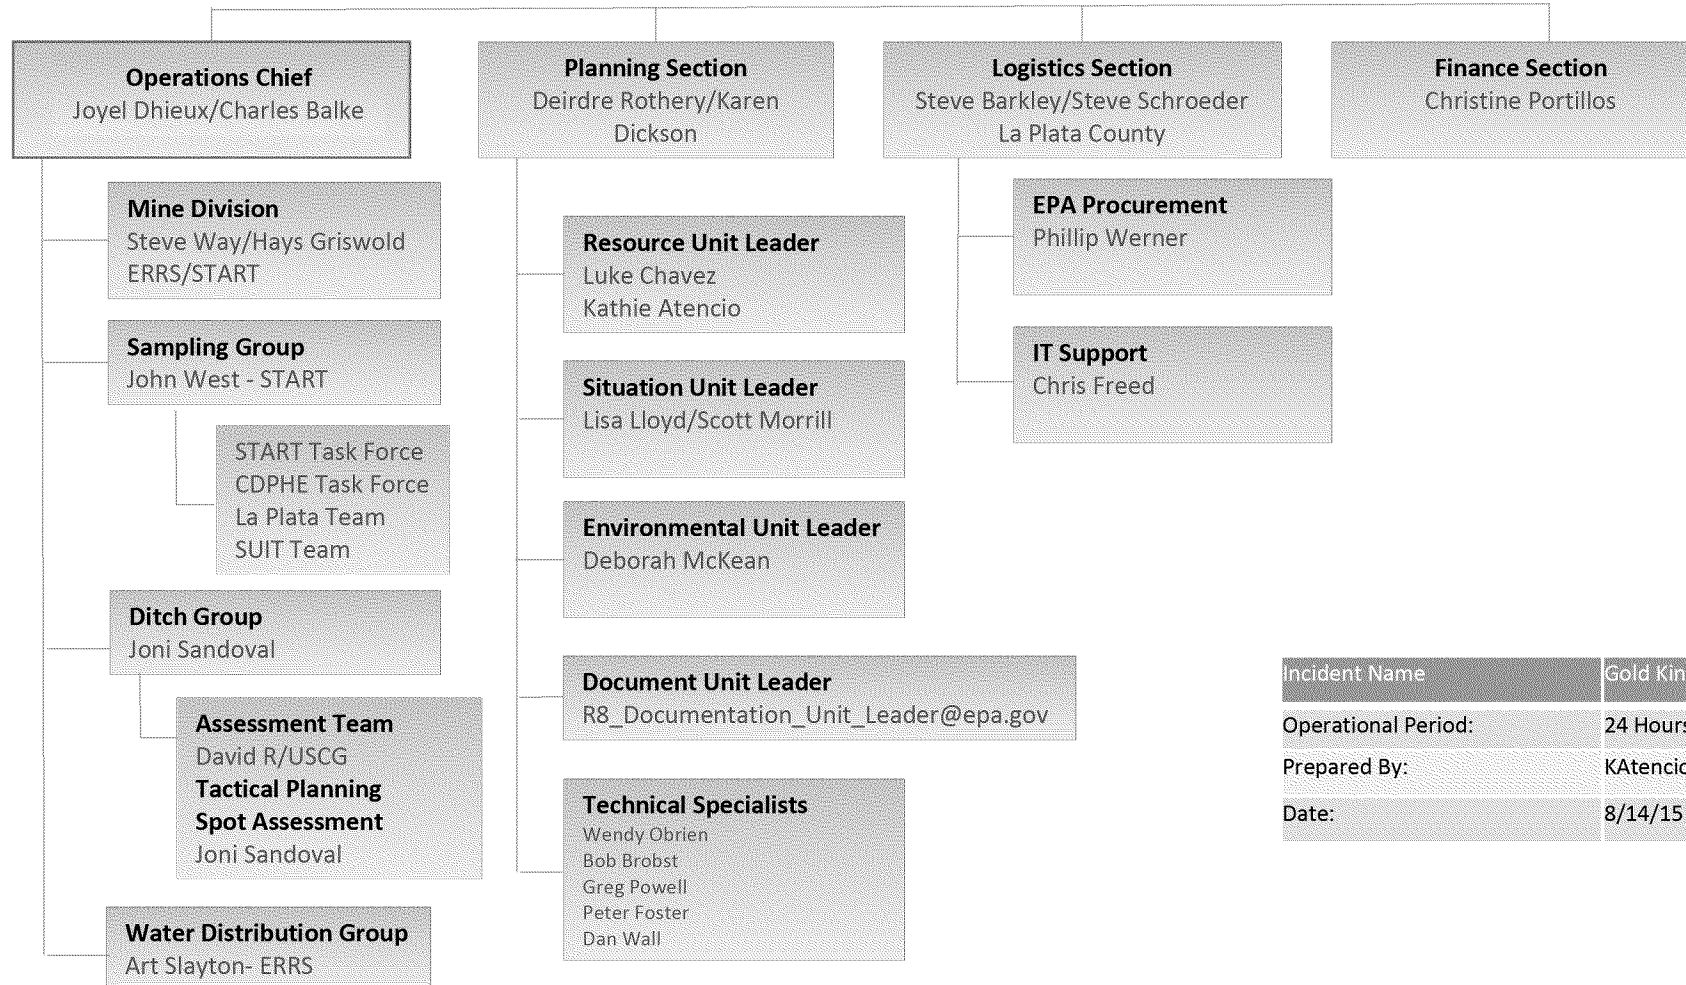 Operations Chief
Joyel Dhieux/Charles Balke
Mine Division
Steve Way/Hays Griswold
ERRS/START
Sampling Group
John West - START
START Task Force
CDPHE Task Force
La Plata Team
SUIT Team
Ditch Group
Joni Sandoval
Assessment Team
David R/USCG
Tactical Planning
Spot Assessment
Joni Sandoval
Water Distribution Group
Art Slayton- ERRS
Planning Section
Deirdre Rothery/Karen
Dickson
Resource Unit Leader
Luke Chavez
Kathie Atencio
Situation Unit Leader
Lisa Lloyd/Scott Morrill
Environmental Unit Leader
Deborah McKean
Document Unit Leader
R8_Documentation_Unit_Leader@epa.gov
Technical Specialists
Wendy Obrien
Bob Brobst
Greg Powell
Peter Foster
Dan Wall
Logistics Section
Steve Barkley/Steve Schroeder
La Plata County
EPA Procurement
Phillip Werner
IT Support
Chris Freed
Finance Section
Christine Portillos
Incident Name Gold Kin
Operational Period: 24 Hours
Prepared By: KAtencio
Date: 8/14/15